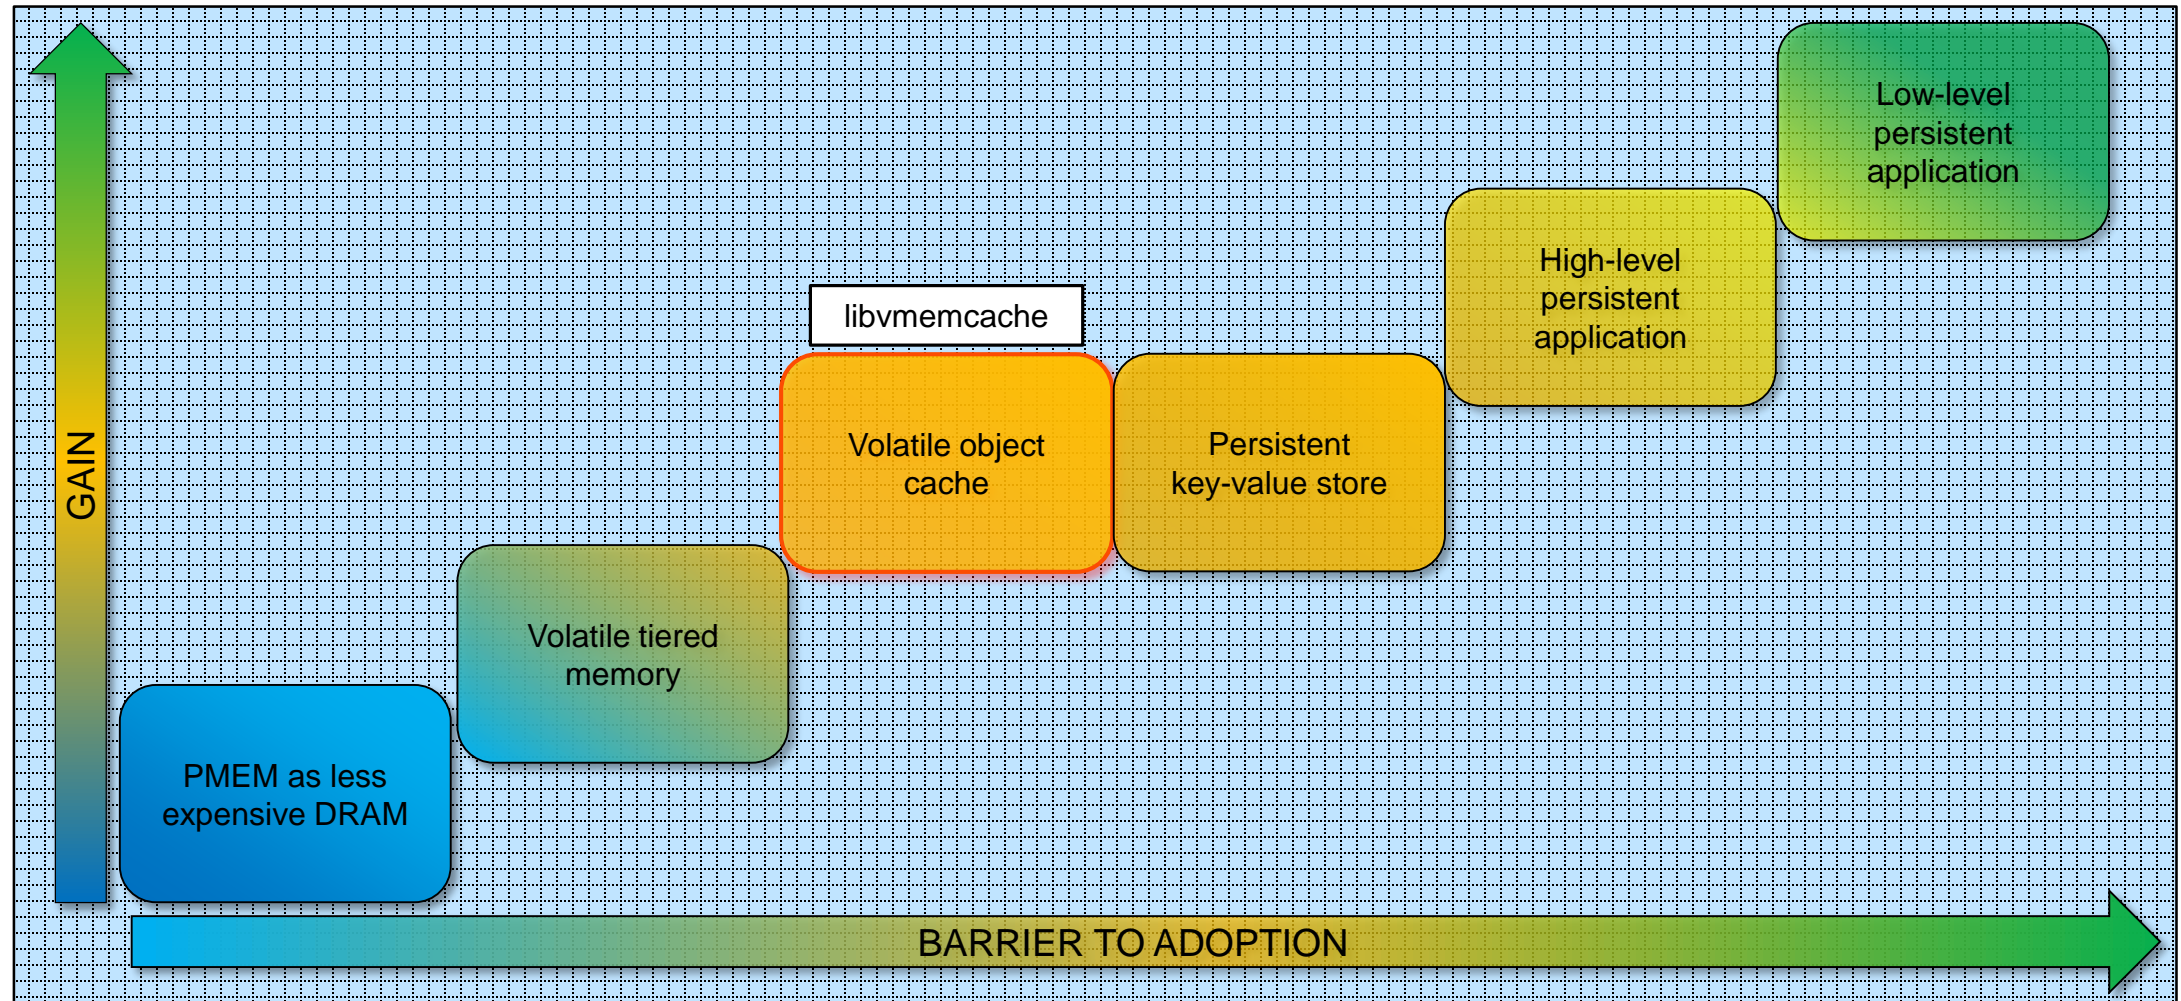 Low-level
persistent
application
High-level
persistent
application
libvmemcache
Volatile object
cache
Persistent
key-value store
GAIN
Volatile tiered
memory
PMEM as less
expensive DRAM
BARRIER TO ADOPTION